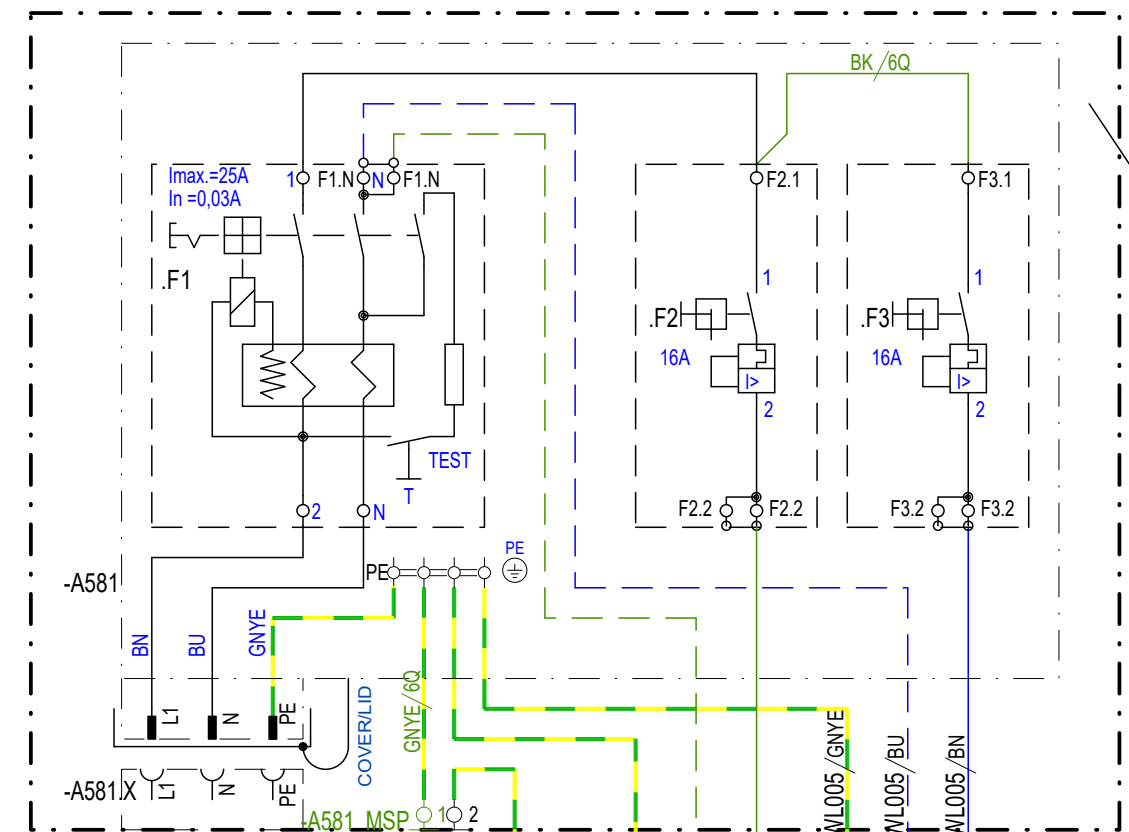 BK/6Q
Imax.=25A
In =0,03A
1
F1.N
N
F1.N
F2.1
F3.1
.F1
1
1
.F2
.F3
16A
16A
I>
I>
2
2
TEST
T
2
N
F2.2
F2.2
F3.2
F3.2
PE
PE
-A581
BN
BU
GNYE
GNYE/6Q
L1
N
PE
COVER/LID
WL005/GNYE
WL005/BU
WL005/BN
-A581.X
L1
N
PE
-A581_MSP
1
2